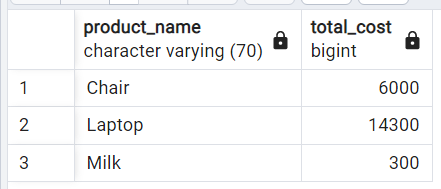 product_name total_cost
character varying (70) bigint
1 Chair 6000
2 Laptop 14300
3 Milk 300